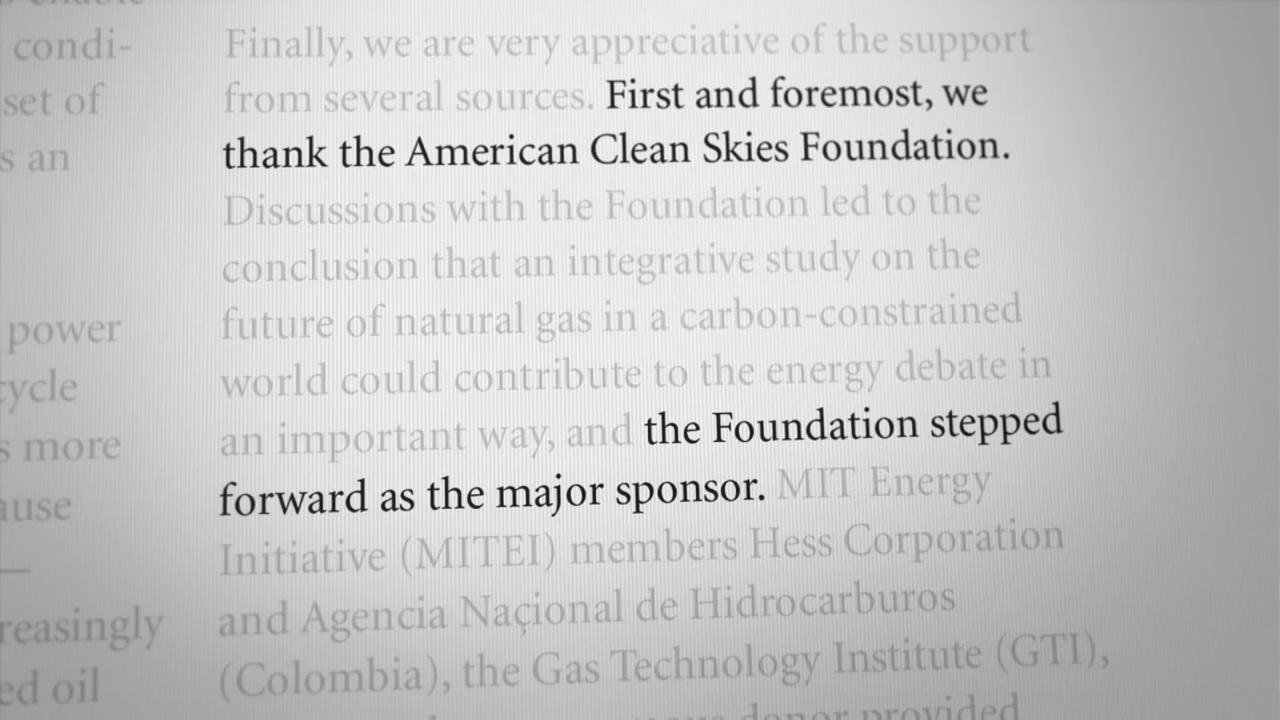 condi-
set of
s an
power
cycle
s more
ause
—
reasingly
ed oil
Finally, we are very appreciative of the support
from several sources. First and foremost, we
thank the American Clean Skies Foundation.
Discussions with the Foundation led to the
conclusion that an integrative study on the
future of natural gas in a carbon-constrained
world could contribute to the energy debate in
an important way, and the Foundation stepped
forward as the major sponsor. MIT Energy
Initiative (MITEI) members Hess Corporation
and Agencia Naçional de Hidrocarburos
(Colombia), the Gas Technology Institute (GTI),
donor provided